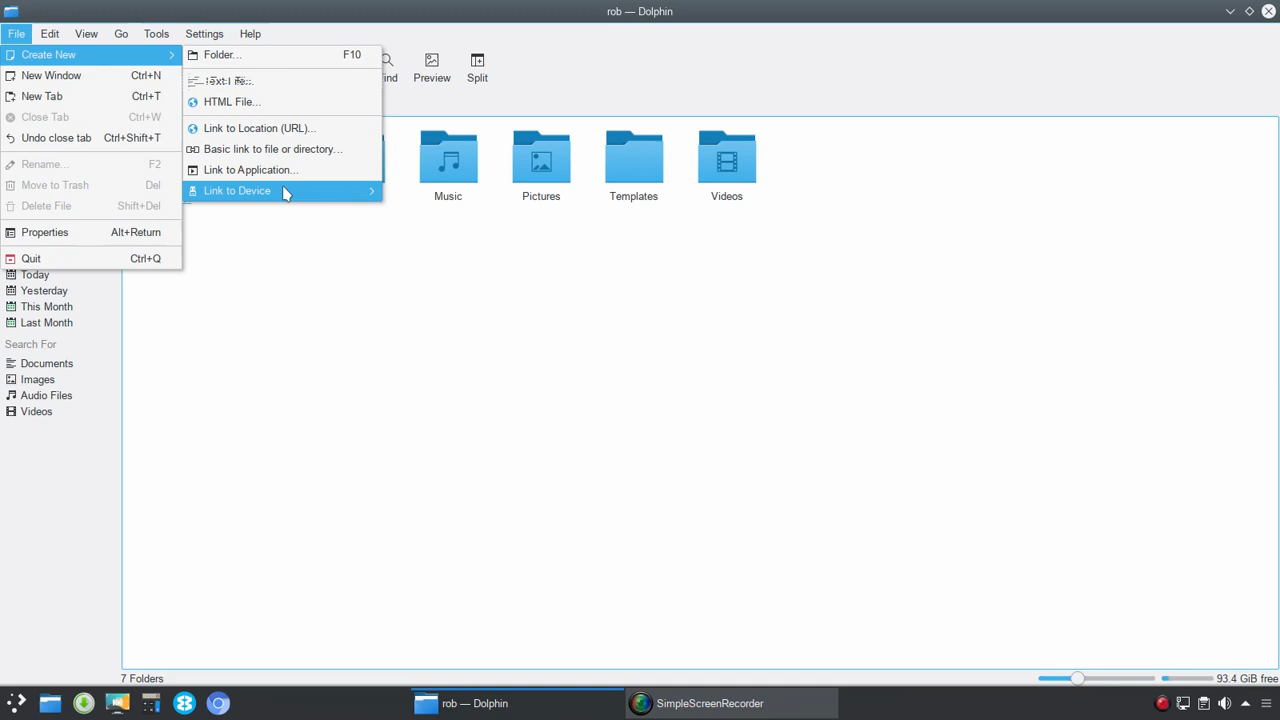 rob — Dolphin
File Edit View Go Tools Settings Help
Create New
New Window Ctrl+N
New Tab Ctrl+T
Close Tab Ctrl+W
Undo close tab Ctrl+Shift+T
Rename... F2
Move to Trash Del
Delete File Shift+Del
Properties Alt+Return
Quit Ctrl+Q
Folder... F10
HTML File...
Link to Location (URL)...
Basic link to file or directory...
Link to Application...
Link to Device
Preview Split
Music Pictures Templates Videos
Today
Yesterday
This Month
Last Month
Search For
Documents
Images
Audio Files
Videos
7 Folders
93.4 GiB free
rob — Dolphin
SimpleScreenRecorder